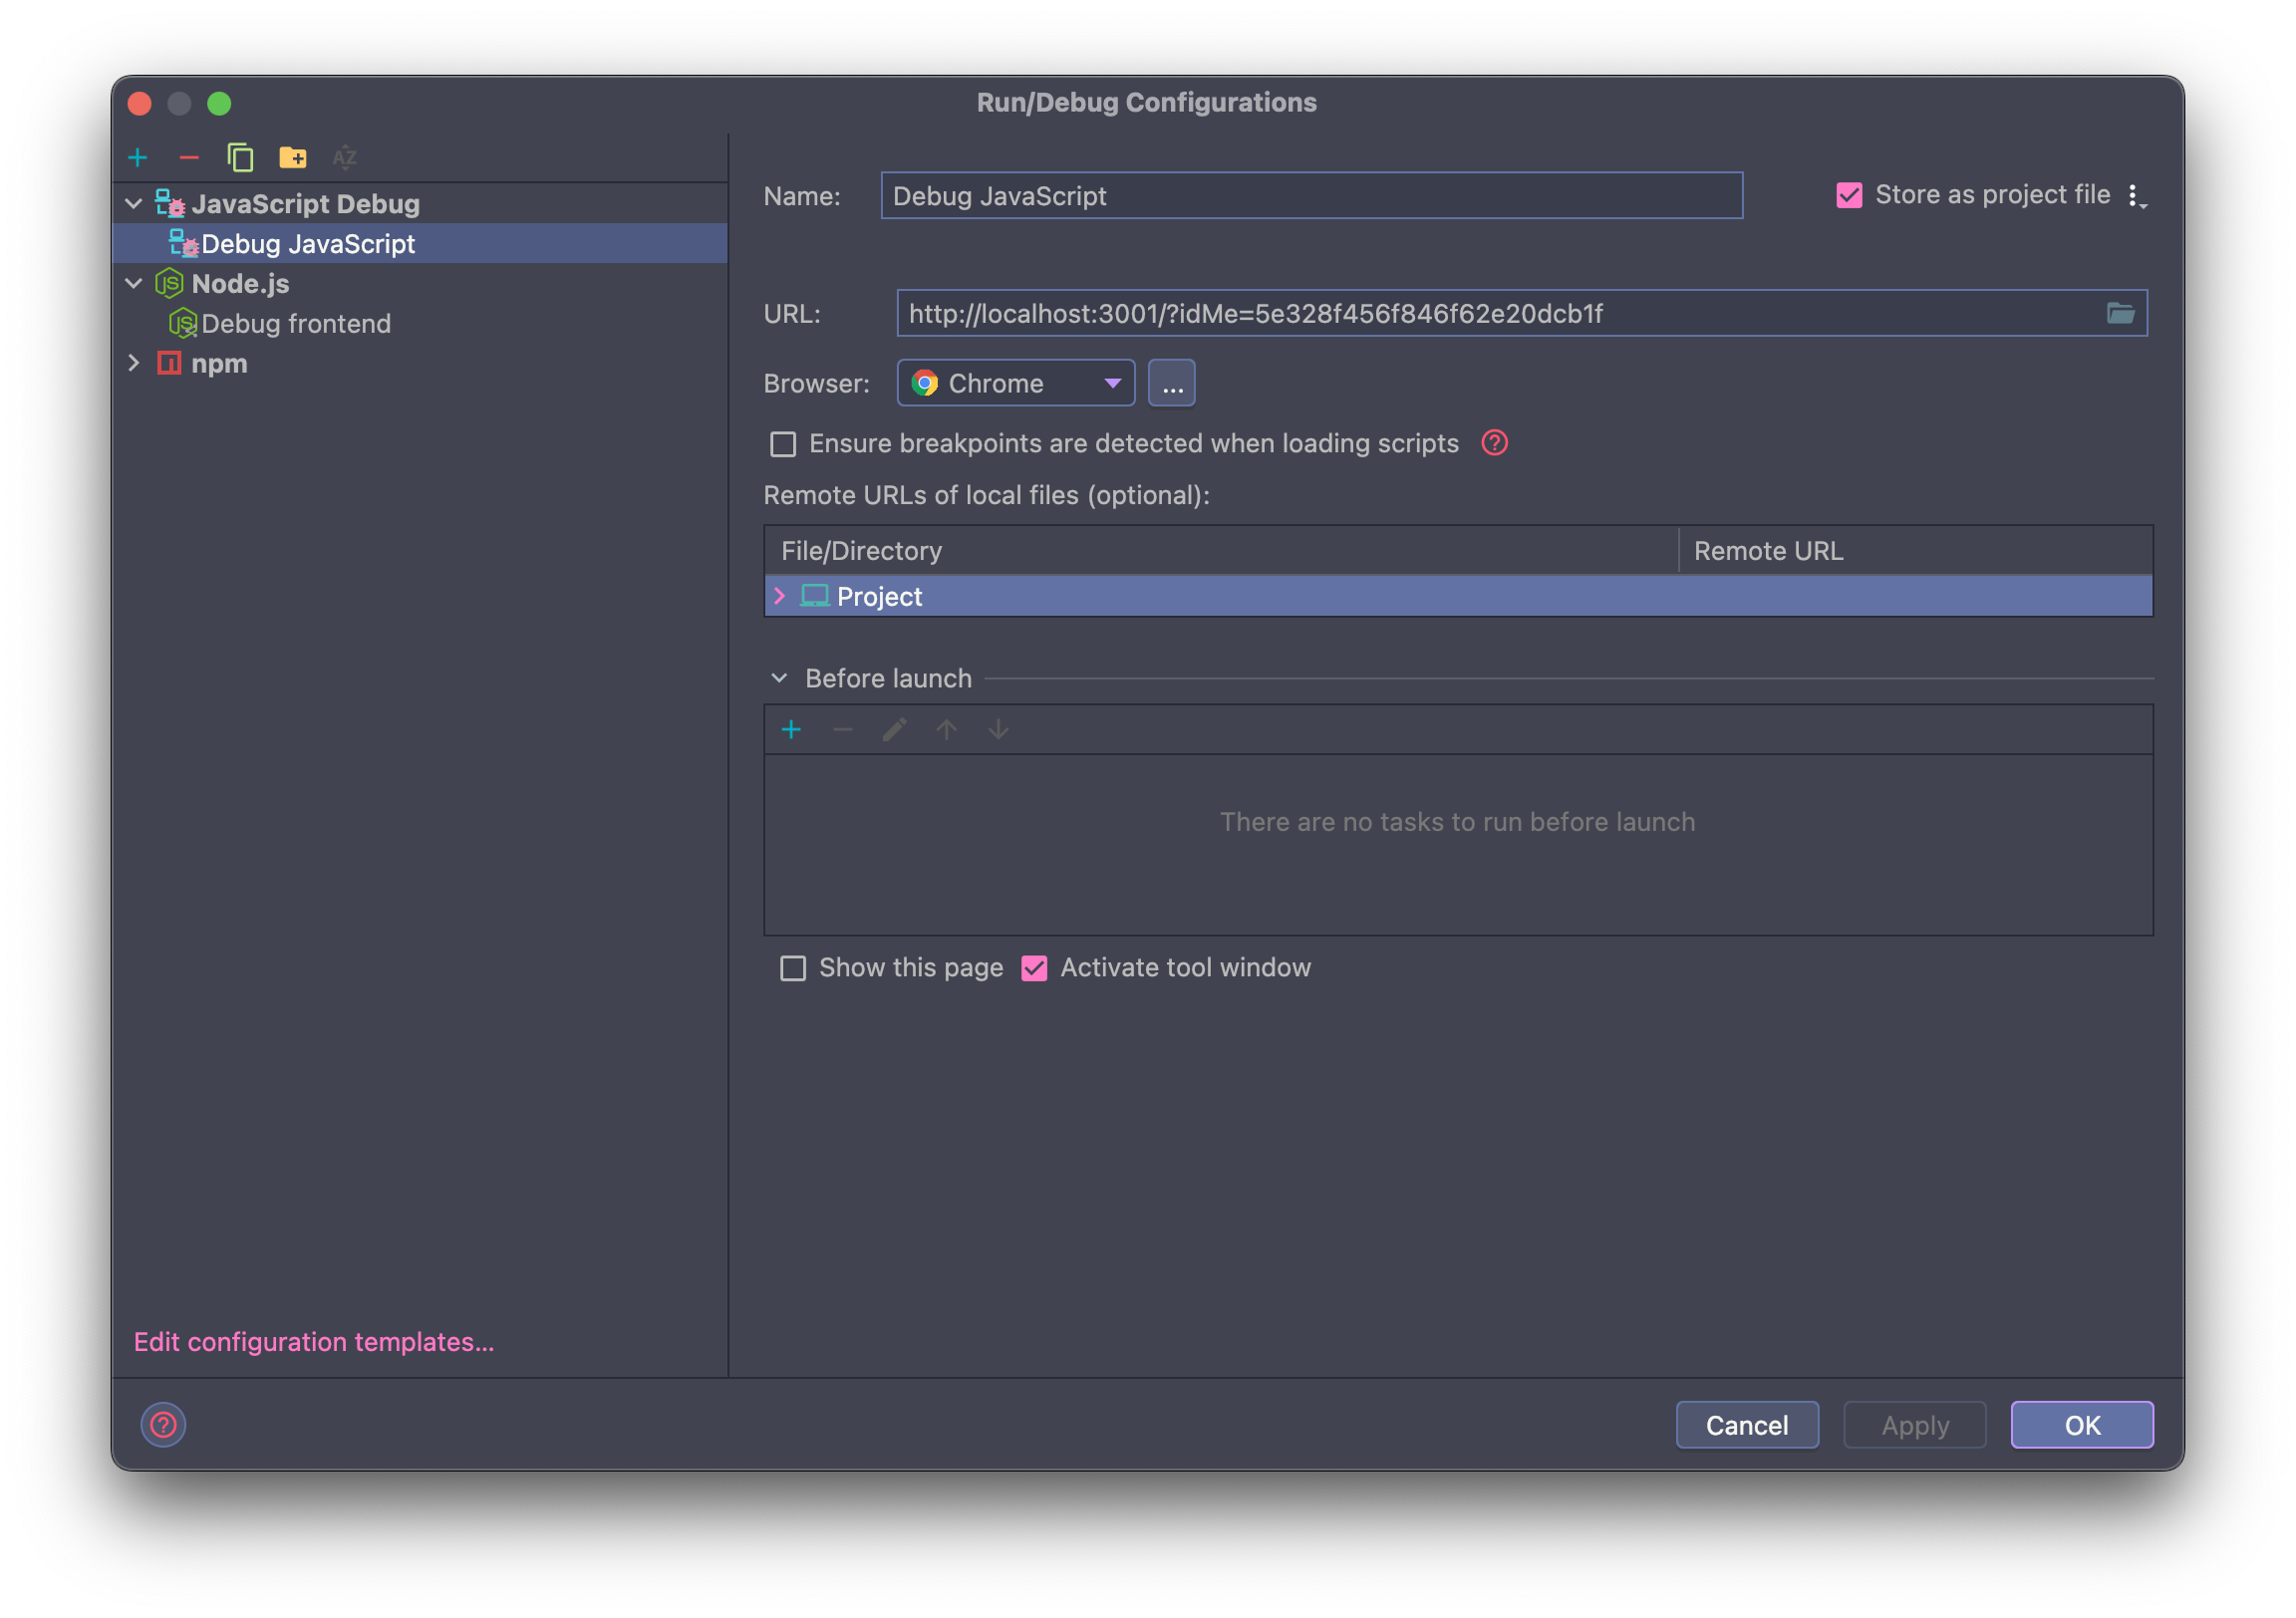 Run/Debug Configurations
JavaScript Debug
Debug JavaScript
Node.js
Debug frontend
npm
Edit configuration templates...
Name:
Debug JavaScript
Store as project file
URL:
http://localhost:3001/?idMe=5e328f456f846f62e20dcb1f
Browser:
Chrome
...
Ensure breakpoints are detected when loading scripts
Remote URLs of local files (optional):
File/Directory
Remote URL
Project
Before launch
There are no tasks to run before launch
Show this page
Activate tool window
Cancel
Apply
OK